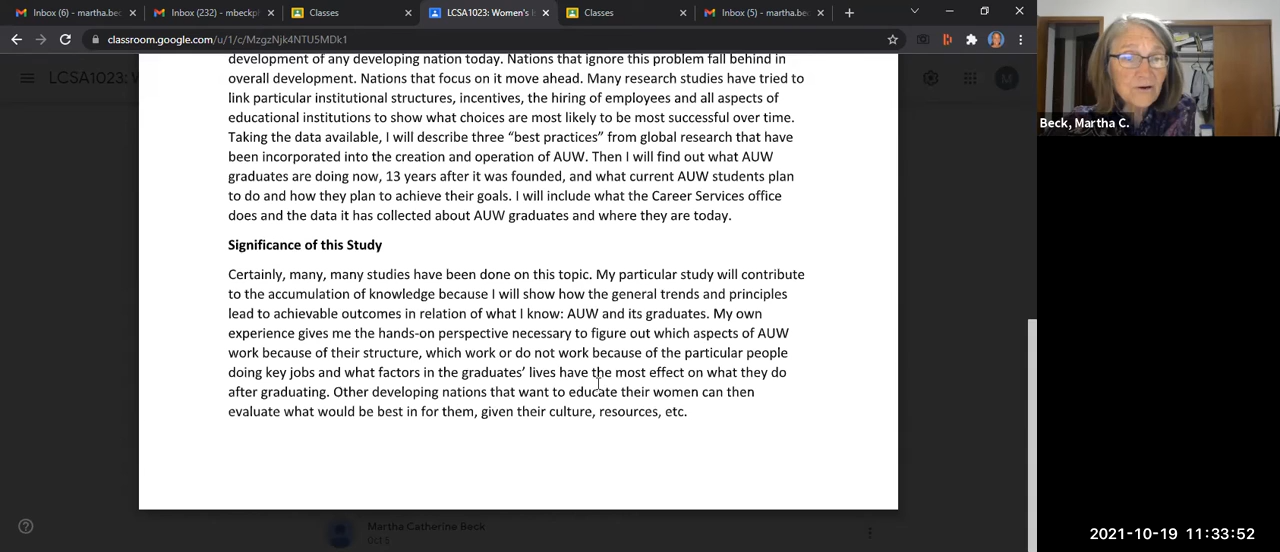 Inbox (6) - martha.bec
Inbox (232) - mbeckph
Classes
LCSA1023: Women's E
Classes
Inbox (5) - martha.be
classroom.google.com/u/1/c/MzgzNjk4NTU5MDk1
LCSA1023: W
M
development of any developing nation today. Nations that ignore this problem fall behind in
overall development. Nations that focus on it move ahead. Many research studies have tried to
link particular institutional structures, incentives, the hiring of employees and all aspects of
educational institutions to show what choices are most likely to be most successful over time.
Taking the data available, I will describe three “best practices” from global research that have
been incorporated into the creation and operation of AUW. Then I will find out what AUW
graduates are doing now, 13 years after it was founded, and what current AUW students plan
to do and how they plan to achieve their goals. I will include what the Career Services office
does and the data it has collected about AUW graduates and where they are today.
Significance of this Study
Certainly, many, many studies have been done on this topic. My particular study will contribute
to the accumulation of knowledge because I will show how the general trends and principles
lead to achievable outcomes in relation of what I know: AUW and its graduates. My own
experience gives me the hands-on perspective necessary to figure out which aspects of AUW
work because of their structure, which work or do not work because of the particular people
doing key jobs and what factors in the graduates’ lives have the most effect on what they do
after graduating. Other developing nations that want to educate their women can then
evaluate what would be best in for them, given their culture, resources, etc.
Martha Catherine Beck
Oct 5
Beck, Martha C.
2021-10-19 11:33:52